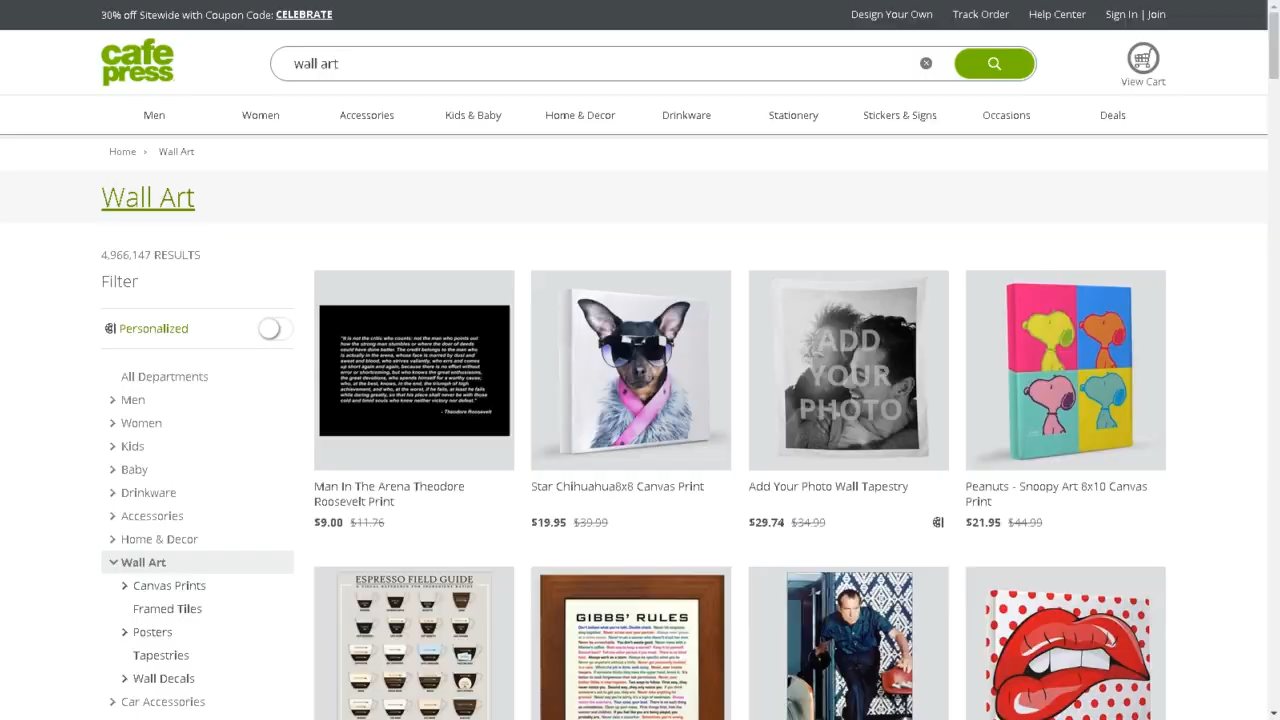 30% off Sitewide with Coupon Code: CELEBRATE
Design Your Own
Track Order
Help Center
Sign In | Join
cafe
press
wall art
View Cart
Men
Women
Accessories
Kids & Baby
Home & Decor
Drinkware
Stationery
Stickers & Signs
Occasions
Deals
Home
Wall Art
Wall Art
4,966,147 RESULTS
Filter
Personalized
All Departments
Men
Women
Kids
Baby
Drinkware
Accessories
Home & Decor
Wall Art
Canvas Prints
Framed Tiles
Posters
Tapestries
Wall Decals
Car Accessories
- Theodore Roosevelt
Man In The Arena Theodore
Roosevelt Print
$9.00 $11.76
Star Chihuahua8x8 Canvas Print
$19.95 $39.99
PHOTO
Add Your Photo Wall Tapestry
$29.74 $34.99
Peanuts - Snoopy Art 8x10 Canvas
Print
$21.95 $44.99
ESPRESSO FIELD GUIDE
GIBBS' RULES